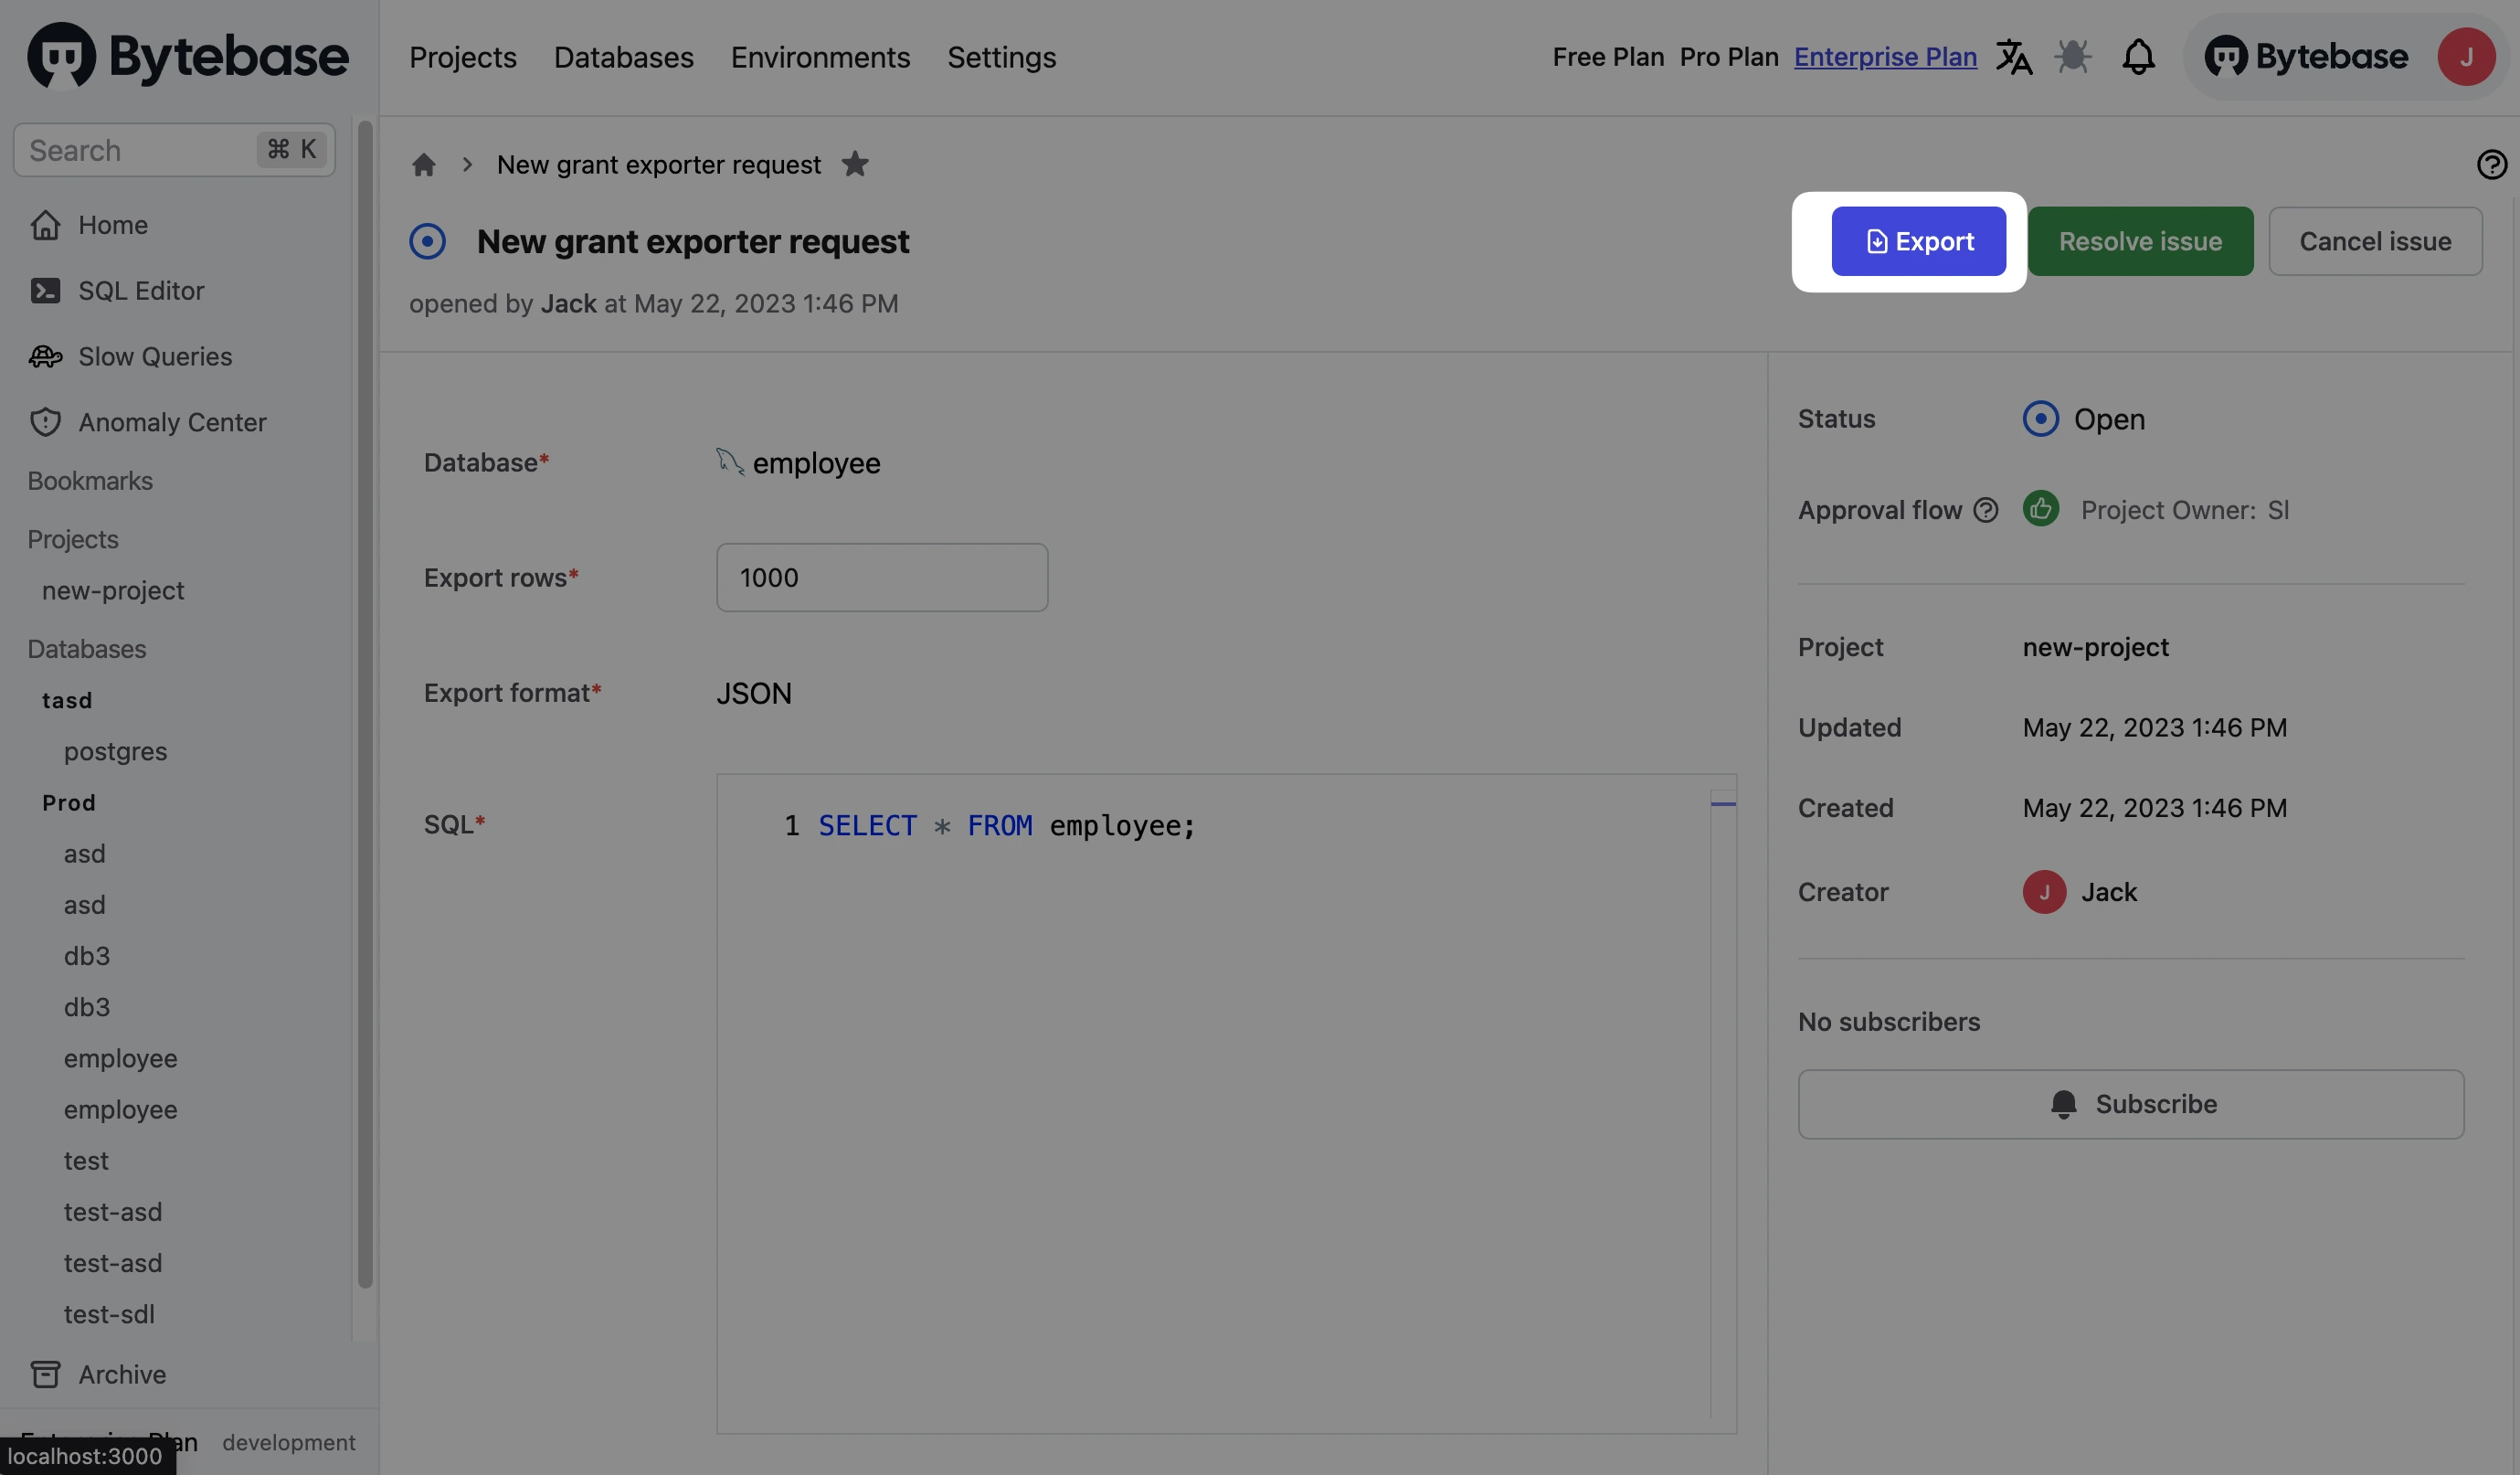 Bytebase
Projects Databases Environments Settings
Free Plan Pro Plan Enterprise Plan
Bytebase J
Search ⌘ K
Home
SQL Editor
Slow Queries
Anomaly Center
Bookmarks
Projects
new-project
Databases
tasd
postgres
Prod
asd
asd
db3
db3
employee
employee
test
test-asd
test-asd
test-sdl
Archive
development
localhost:3000
New grant exporter request
New grant exporter request
opened by Jack at May 22, 2023 1:46 PM
Export Resolve issue Cancel issue
Database* employee
Export rows* 1000
Export format* JSON
SQL* 1 SELECT * FROM employee;
Status Open
Approval flow Project Owner: Sl
Project new-project
Updated May 22, 2023 1:46 PM
Created May 22, 2023 1:46 PM
Creator J Jack
No subscribers
Subscribe